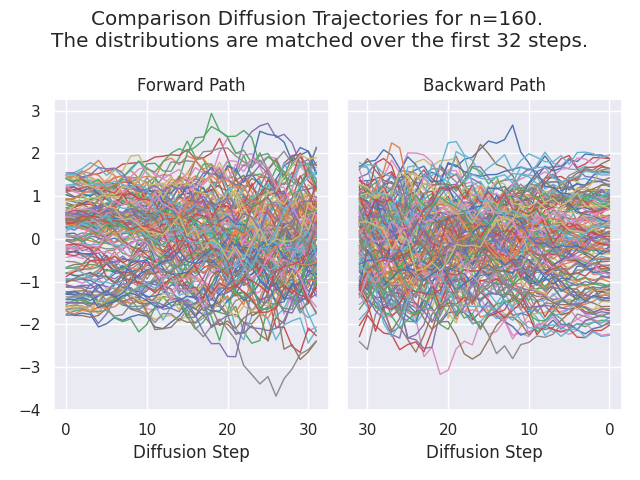 Comparison Diffusion Trajectories for n=160.
The distributions are matched over the first 32 steps.
Forward Path
Backward Path
3
2
1
0
−1
−2
−3
−4
0 10 20 30
30 20 10 0
Diffusion Step
Diffusion Step